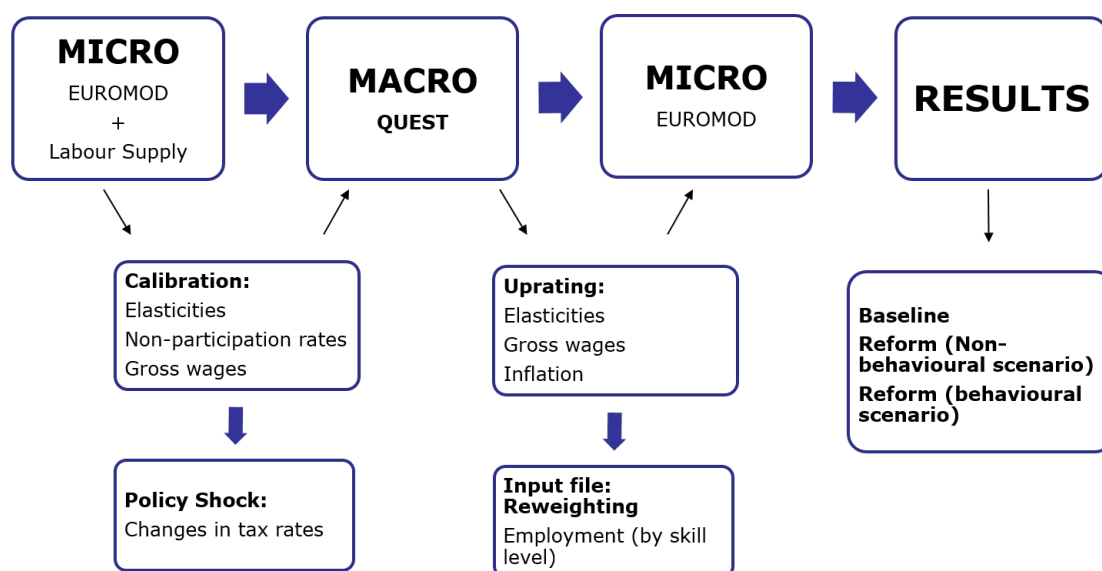 MICRO
EUROMOD
+
Labour Supply
MACRO
QUEST
MICRO
EUROMOD
RESULTS
Calibration:
Elasticities
Non-participation rates
Gross wages
Uprating:
Elasticities
Gross wages
Inflation
Baseline
Reform (Non-
behavioural scenario)
Reform (behavioural
scenario)
Policy Shock:
Changes in tax rates
Input file:
Reweighting
Employment (by skill
level)